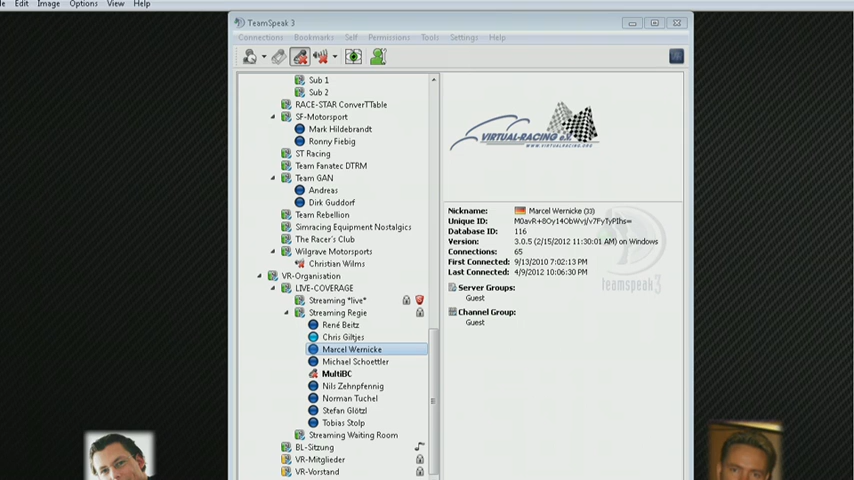 Edit Image Options View Help
TeamSpeak 3
Connections Bookmarks Self Permissions Tools Settings Help
Sub 1
Sub 2
RACE-STAR ConverTTable
SF-Motorsport
Mark Hildebrandt
Ronny Fiebig
ST Racing
Team Fanatec DTRM
Team GAN
Andreas
Dirk Guddorf
Team Rebellion
Simracing Equipment Nostalgics
The Racer's Club
Wilgrave Motorsports
Christian Wilms
VR-Organisation
LIVE-COVERAGE
Streaming *live*
Streaming Regie
René Beitz
Chris Giltjes
Marcel Wernicke
Michael Schoettler
MultiBC
Nils Zehnpfennig
Norman Tuchel
Stefan Glötzl
Tobias Stolp
Streaming Waiting Room
BL-Sitzung
VR-Mitglieder
VR-Vorstand
VIRTUAL-RACING e.V.
WWW.VIRTUALRACING.ORG
Nickname: Marcel Wernicke (33)
Unique ID:
Database ID: 116
Version: 3.0.5 (2/15/2012 11:30:01 AM) on Windows
Connections: 65
First Connected: 9/13/2010 7:02:13 PM
Last Connected: 4/9/2012 10:06:30 PM
teamspeak3
Server Groups:
Guest
Channel Group:
Guest